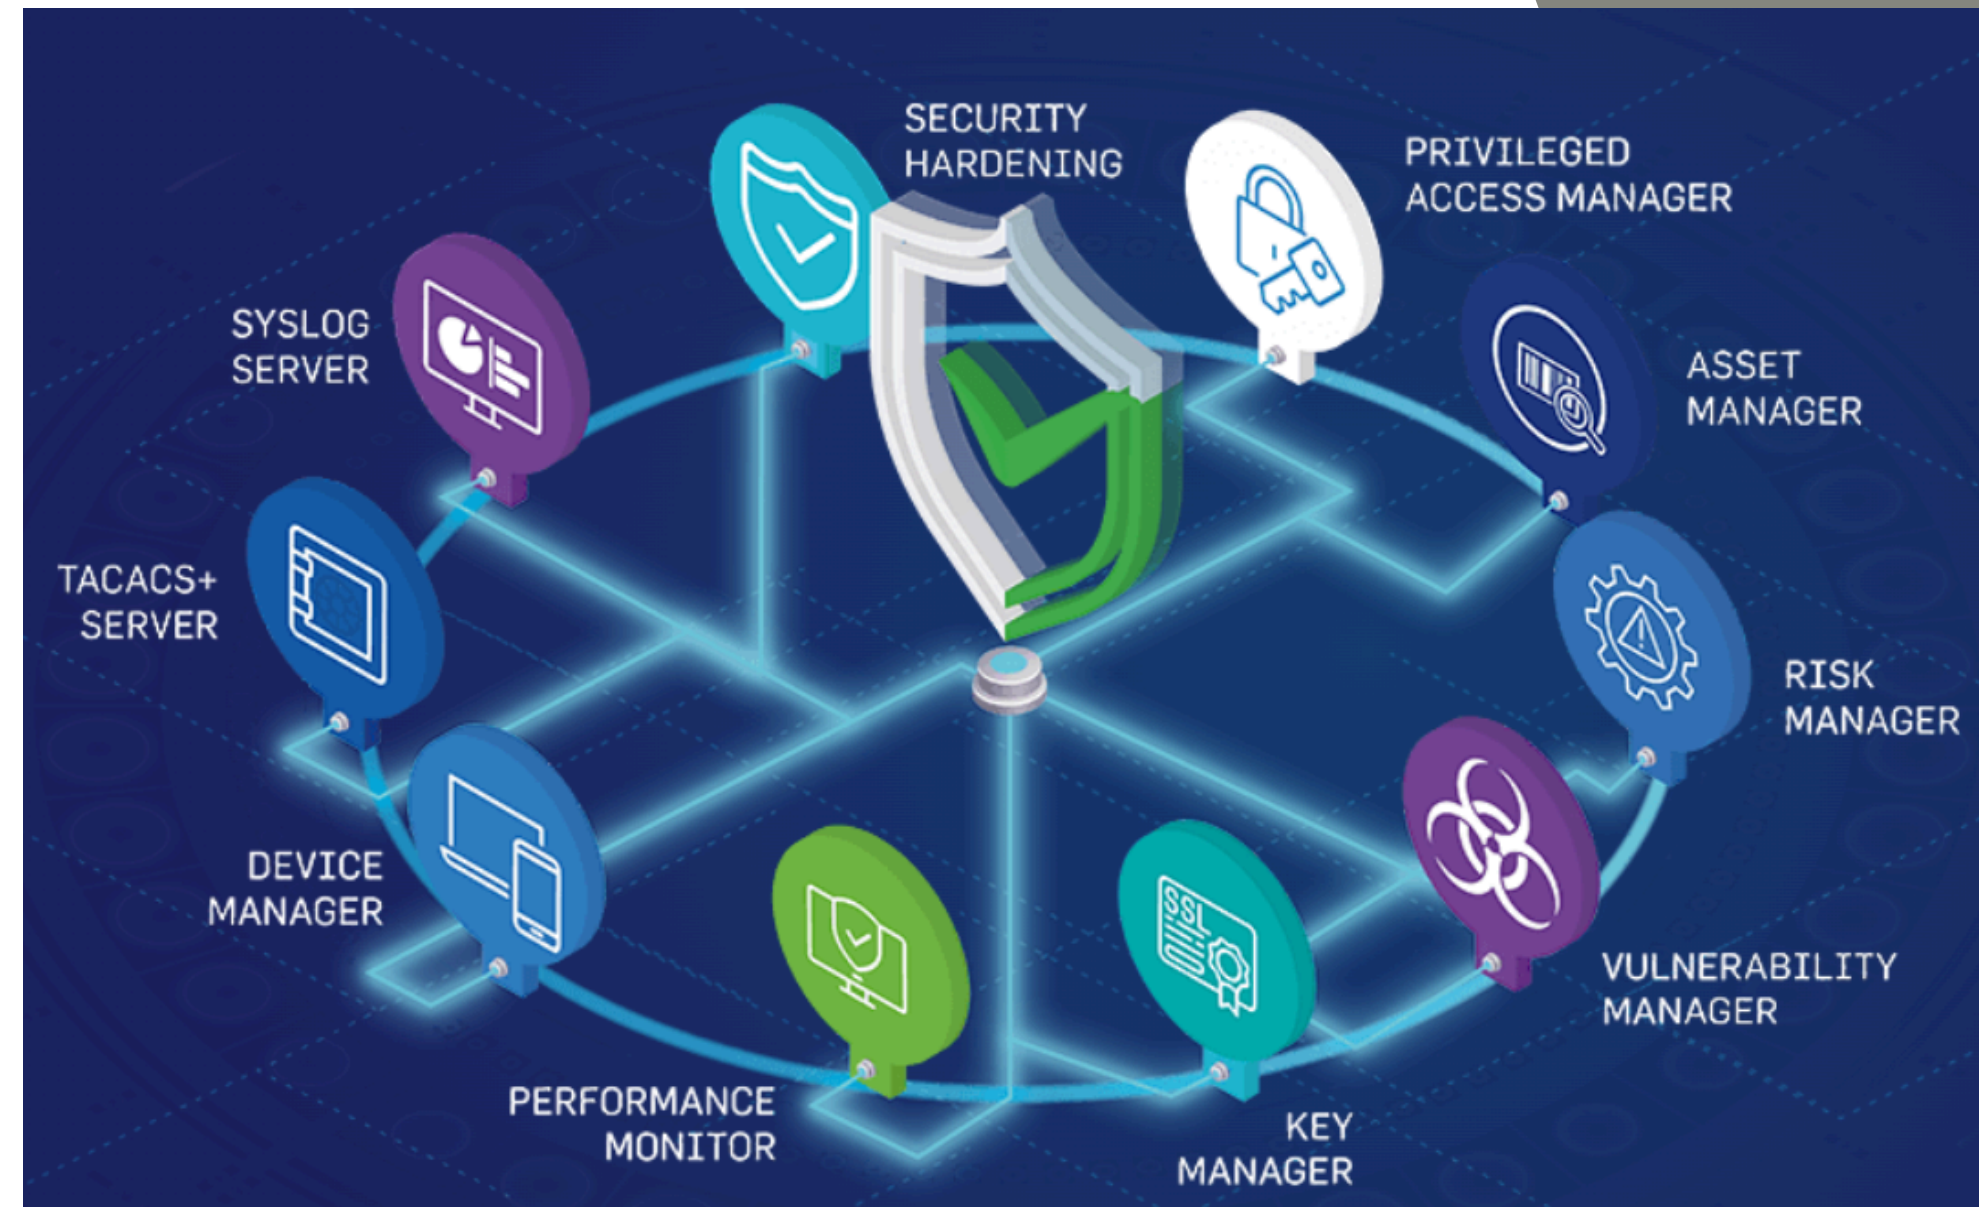 SECURITY
HARDENING
PRIVILEGED
ACCESS MANAGER
SYSLOG
SERVER
ASSET
MANAGER
TACACS+
SERVER
RISK
MANAGER
DEVICE
MANAGER
SSL
VULNERABILITY
MANAGER
PERFORMANCE
MONITOR
KEY
MANAGER